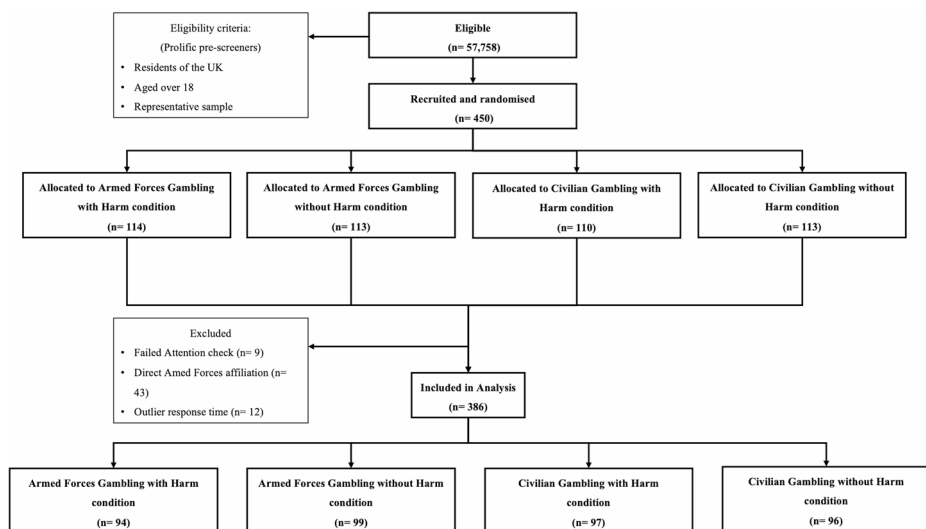 Eligibility criteria:
(Prolific pre-screeners)
• Residents of the UK
• Aged over 18
• Representative sample
Eligible
(n= 57,758)
Recruited and randomised
(n= 450)
Allocated to Armed Forces Gambling
with Harm condition
(n= 114)
Allocated to Armed Forces Gambling
without Harm condition
(n= 113)
Allocated to Civilian Gambling with
Harm condition
(n= 110)
Allocated to Civilian Gambling without
Harm condition
(n= 113)
Excluded
• Failed Attention check (n= 9)
• Direct Amed Forces affiliation (n=
43)
• Outlier response time (n= 12)
Included in Analysis
(n= 386)
Armed Forces Gambling with Harm
condition
(n= 94)
Armed Forces Gambling without Harm
condition
(n= 99)
Civilian Gambling with Harm
condition
(n= 97)
Civilian Gambling without Harm
condition
(n= 96)